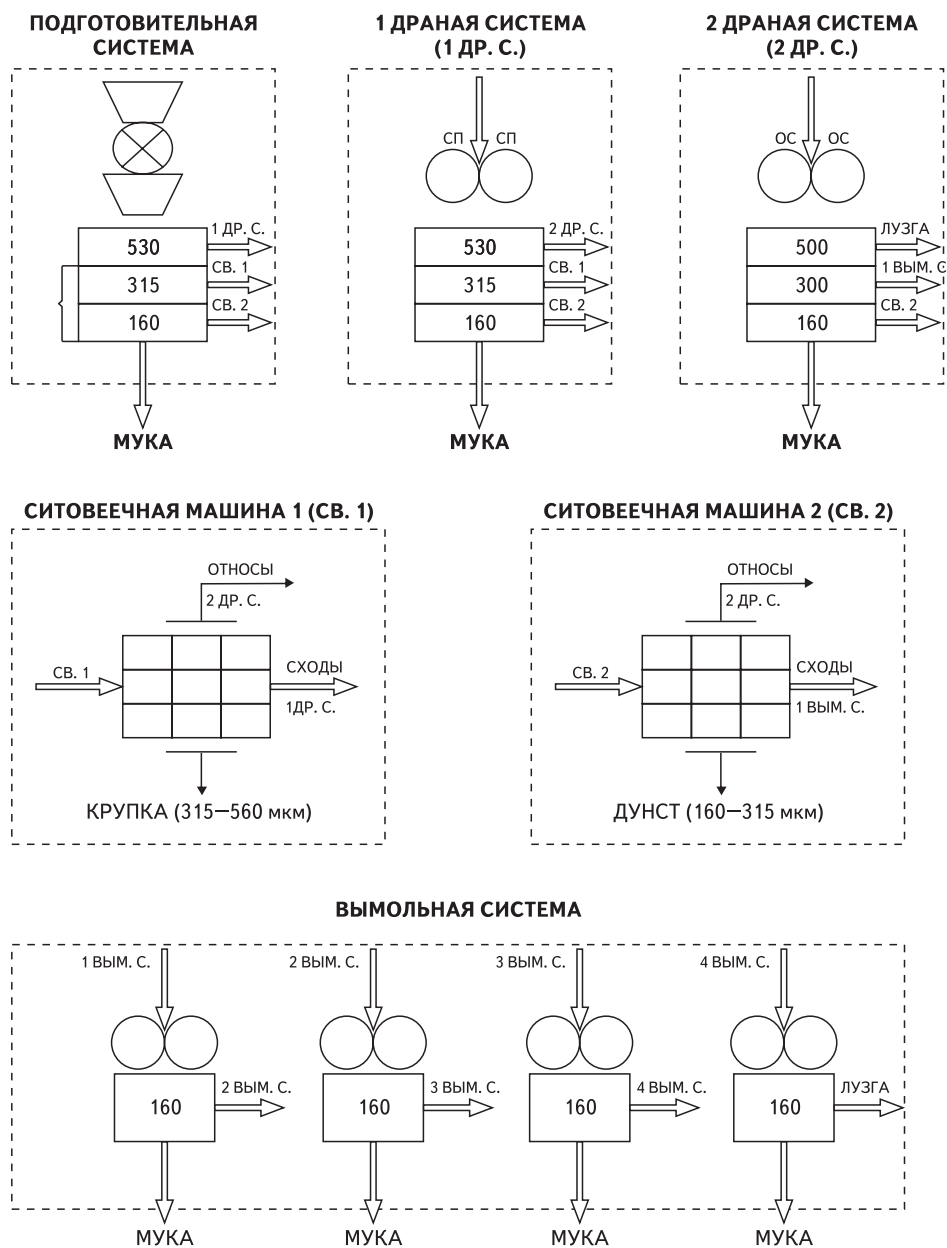 ПОДГОТОВИТЕЛЬНАЯ
СИСТЕМА
1 ДР. С.
530
СВ. 1
315
СВ. 2
160
МУКА
1 ДРАНАЯ СИСТЕМА
(1 ДР. С.)
СП СП
2 ДР. С.
530
СВ. 1
315
СВ. 2
160
МУКА
2 ДРАНАЯ СИСТЕМА
(2 ДР. С.)
ОС ОС
ЛУЗГА
500
1 ВЫМ. С
300
СВ. 2
160
МУКА
СИТОВЕЕЧНАЯ МАШИНА 1 (СВ. 1)
ОТНОСЫ
2 ДР. С.
СВ. 1
СХОДЫ
1ДР. С.
КРУПКА (315—560 мкм)
СИТОВЕЕЧНАЯ МАШИНА 2 (СВ. 2)
ОТНОСЫ
2 ДР. С.
СВ. 2
СХОДЫ
1 ВЫМ. С.
ДУНСТ (160—315 мкм)
ВЫМОЛЬНАЯ СИСТЕМА
1 ВЫМ. С.
2 ВЫМ. С.
160
МУКА
2 ВЫМ. С.
3 ВЫМ. С.
160
МУКА
3 ВЫМ. С.
4 ВЫМ. С.
160
МУКА
4 ВЫМ. С.
ЛУЗГА
160
МУКА